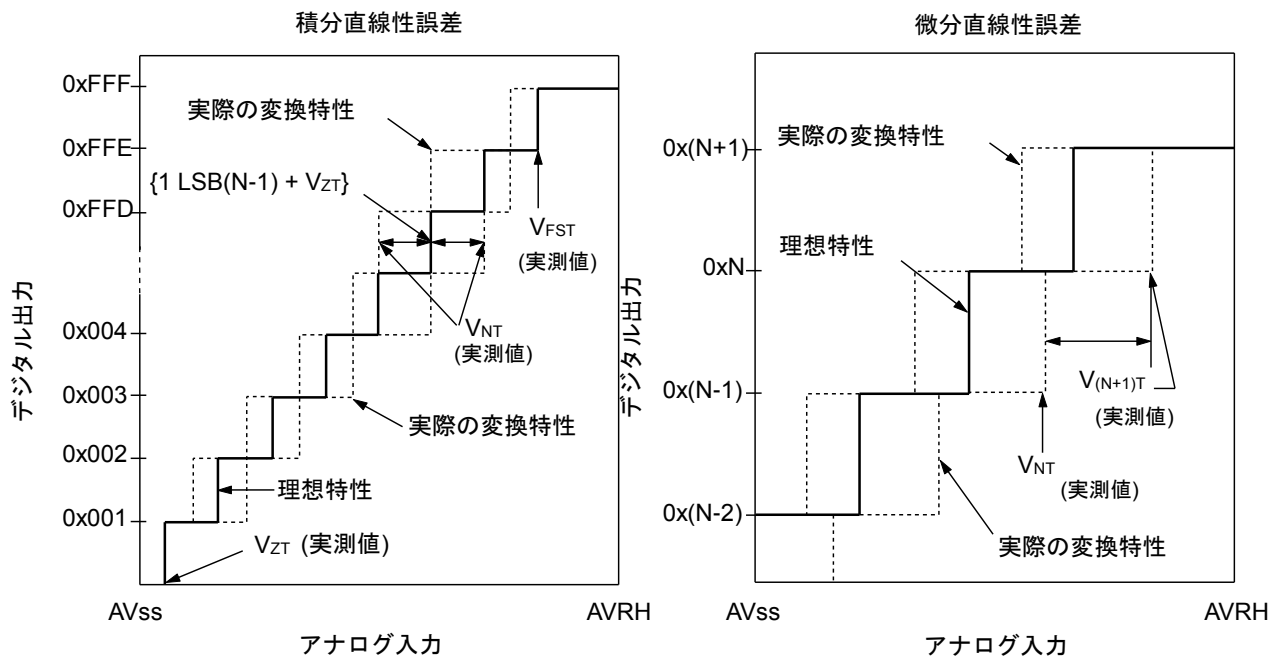 積分直線性誤差
0xFFF
0xFFE
0xFFD
0x004
0x003
0x002
0x001
デジタル出力
実際の変換特性
{1 LSB(N-1) + VZT}
VFST
(実測値)
VNT
(実測値)
実際の変換特性
理想特性
VZT (実測値)
AVss
AVRH
アナログ入力
微分直線性誤差
0x(N+1)
0xN
0x(N-1)
0x(N-2)
デジタル出力
実際の変換特性
理想特性
V(N+1)T
(実測値)
VNT
(実測値)
実際の変換特性
AVss
AVRH
アナログ入力